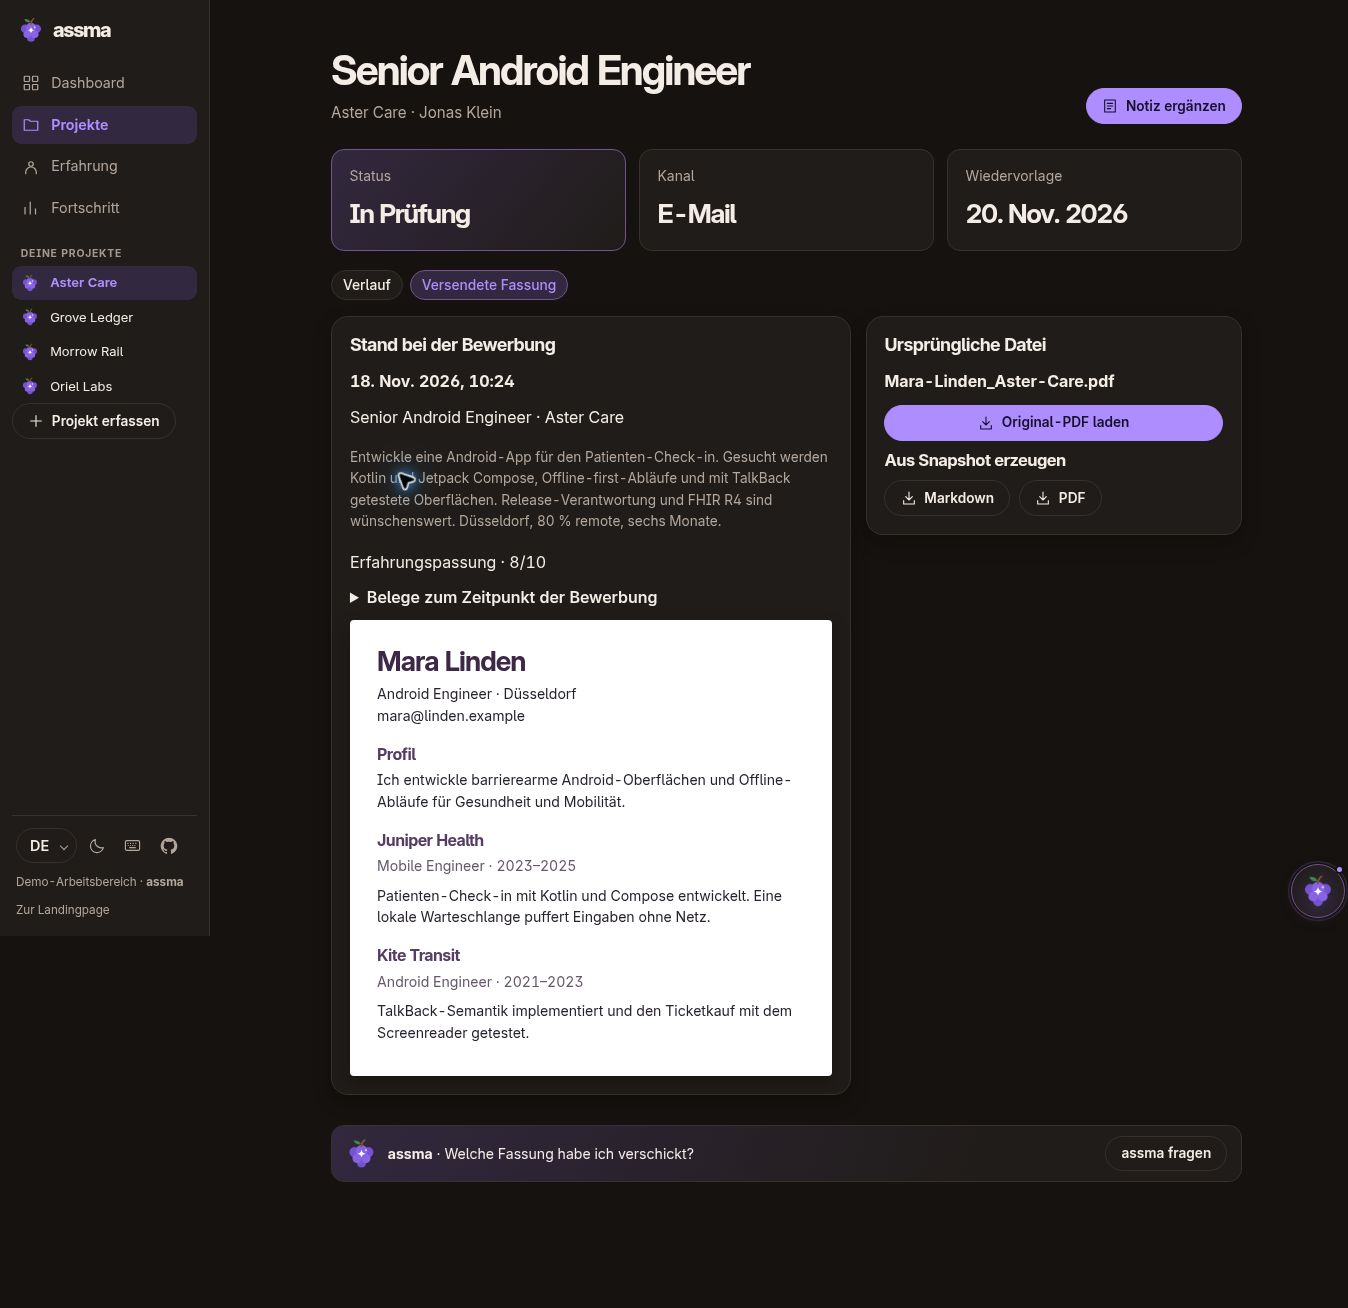 assma
Dashboard
Projekte
Erfahrung
Fortschritt
DEINE PROJEKTE
Aster Care
Grove Ledger
Morrow Rail
Oriel Labs
Projekt erfassen
DE
Demo-Arbeitsbereich · assma
Zur Landingpage
Senior Android Engineer
Aster Care · Jonas Klein
Notiz ergänzen
Status
In Prüfung
Kanal
E-Mail
Wiedervorlage
20. Nov. 2026
Verlauf
Versendete Fassung
Stand bei der Bewerbung
18. Nov. 2026, 10:24
Senior Android Engineer · Aster Care
Entwickle eine Android-App für den Patienten-Check-in. Gesucht werden
Kotlin und Jetpack Compose, Offline-first-Abläufe und mit TalkBack
getestete Oberflächen. Release-Verantwortung und FHIR R4 sind
wünschenswert. Düsseldorf, 80 % remote, sechs Monate.
Erfahrungspassung · 8/10
Belege zum Zeitpunkt der Bewerbung
Mara Linden
Android Engineer · Düsseldorf
mara@linden.example
Profil
Ich entwickle barrierearme Android-Oberflächen und Offline-
Abläufe für Gesundheit und Mobilität.
Juniper Health
Mobile Engineer · 2023–2025
Patienten-Check-in mit Kotlin und Compose entwickelt. Eine
lokale Warteschlange puffert Eingaben ohne Netz.
Kite Transit
Android Engineer · 2021–2023
TalkBack-Semantik implementiert und den Ticketkauf mit dem
Screenreader getestet.
Ursprüngliche Datei
Mara-Linden_Aster-Care.pdf
Original-PDF laden
Aus Snapshot erzeugen
Markdown
PDF
assma · Welche Fassung habe ich verschickt?
assma fragen